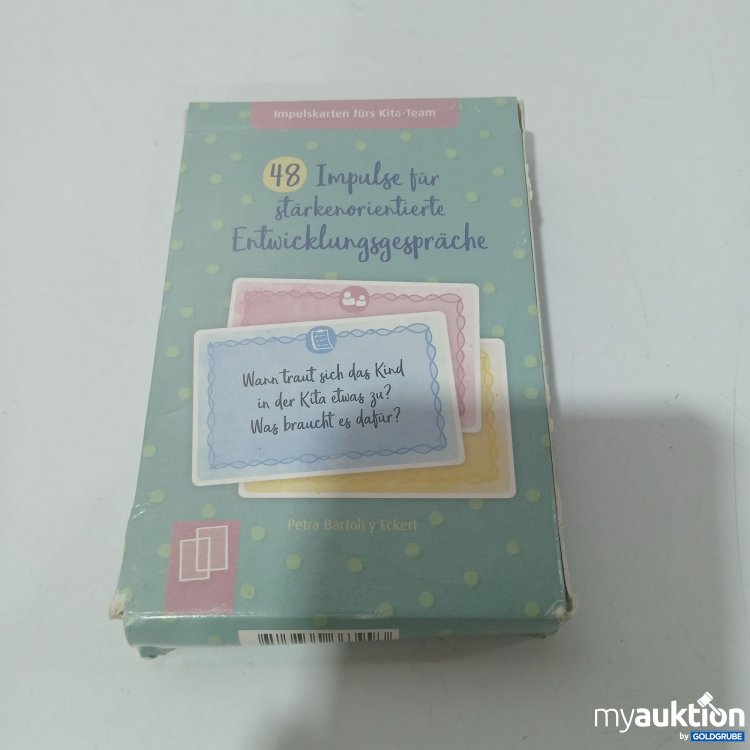 Impulskarten fürs Kita-Team
48 Impulse für
stärkenorientierte
Entwicklungsgespräche
Wann traut sich das Kind
in der Kita etwas zu?
Was braucht es dafür?
Petra Bartoli y Eckert
myauktion
by GOLDGRUBE